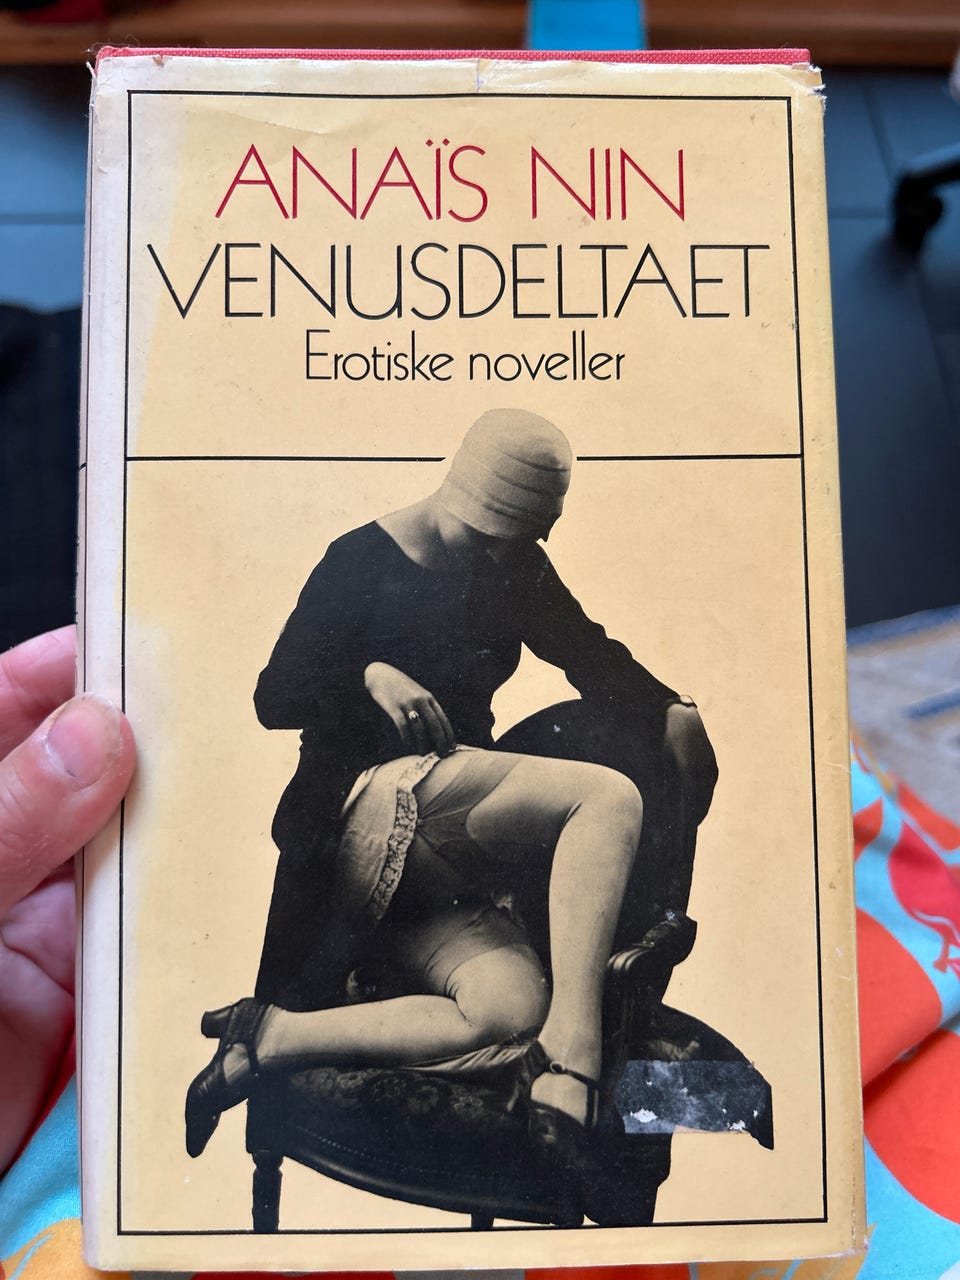 ANAÏS NIN
VENUSDELTAET
Erotiske noveller